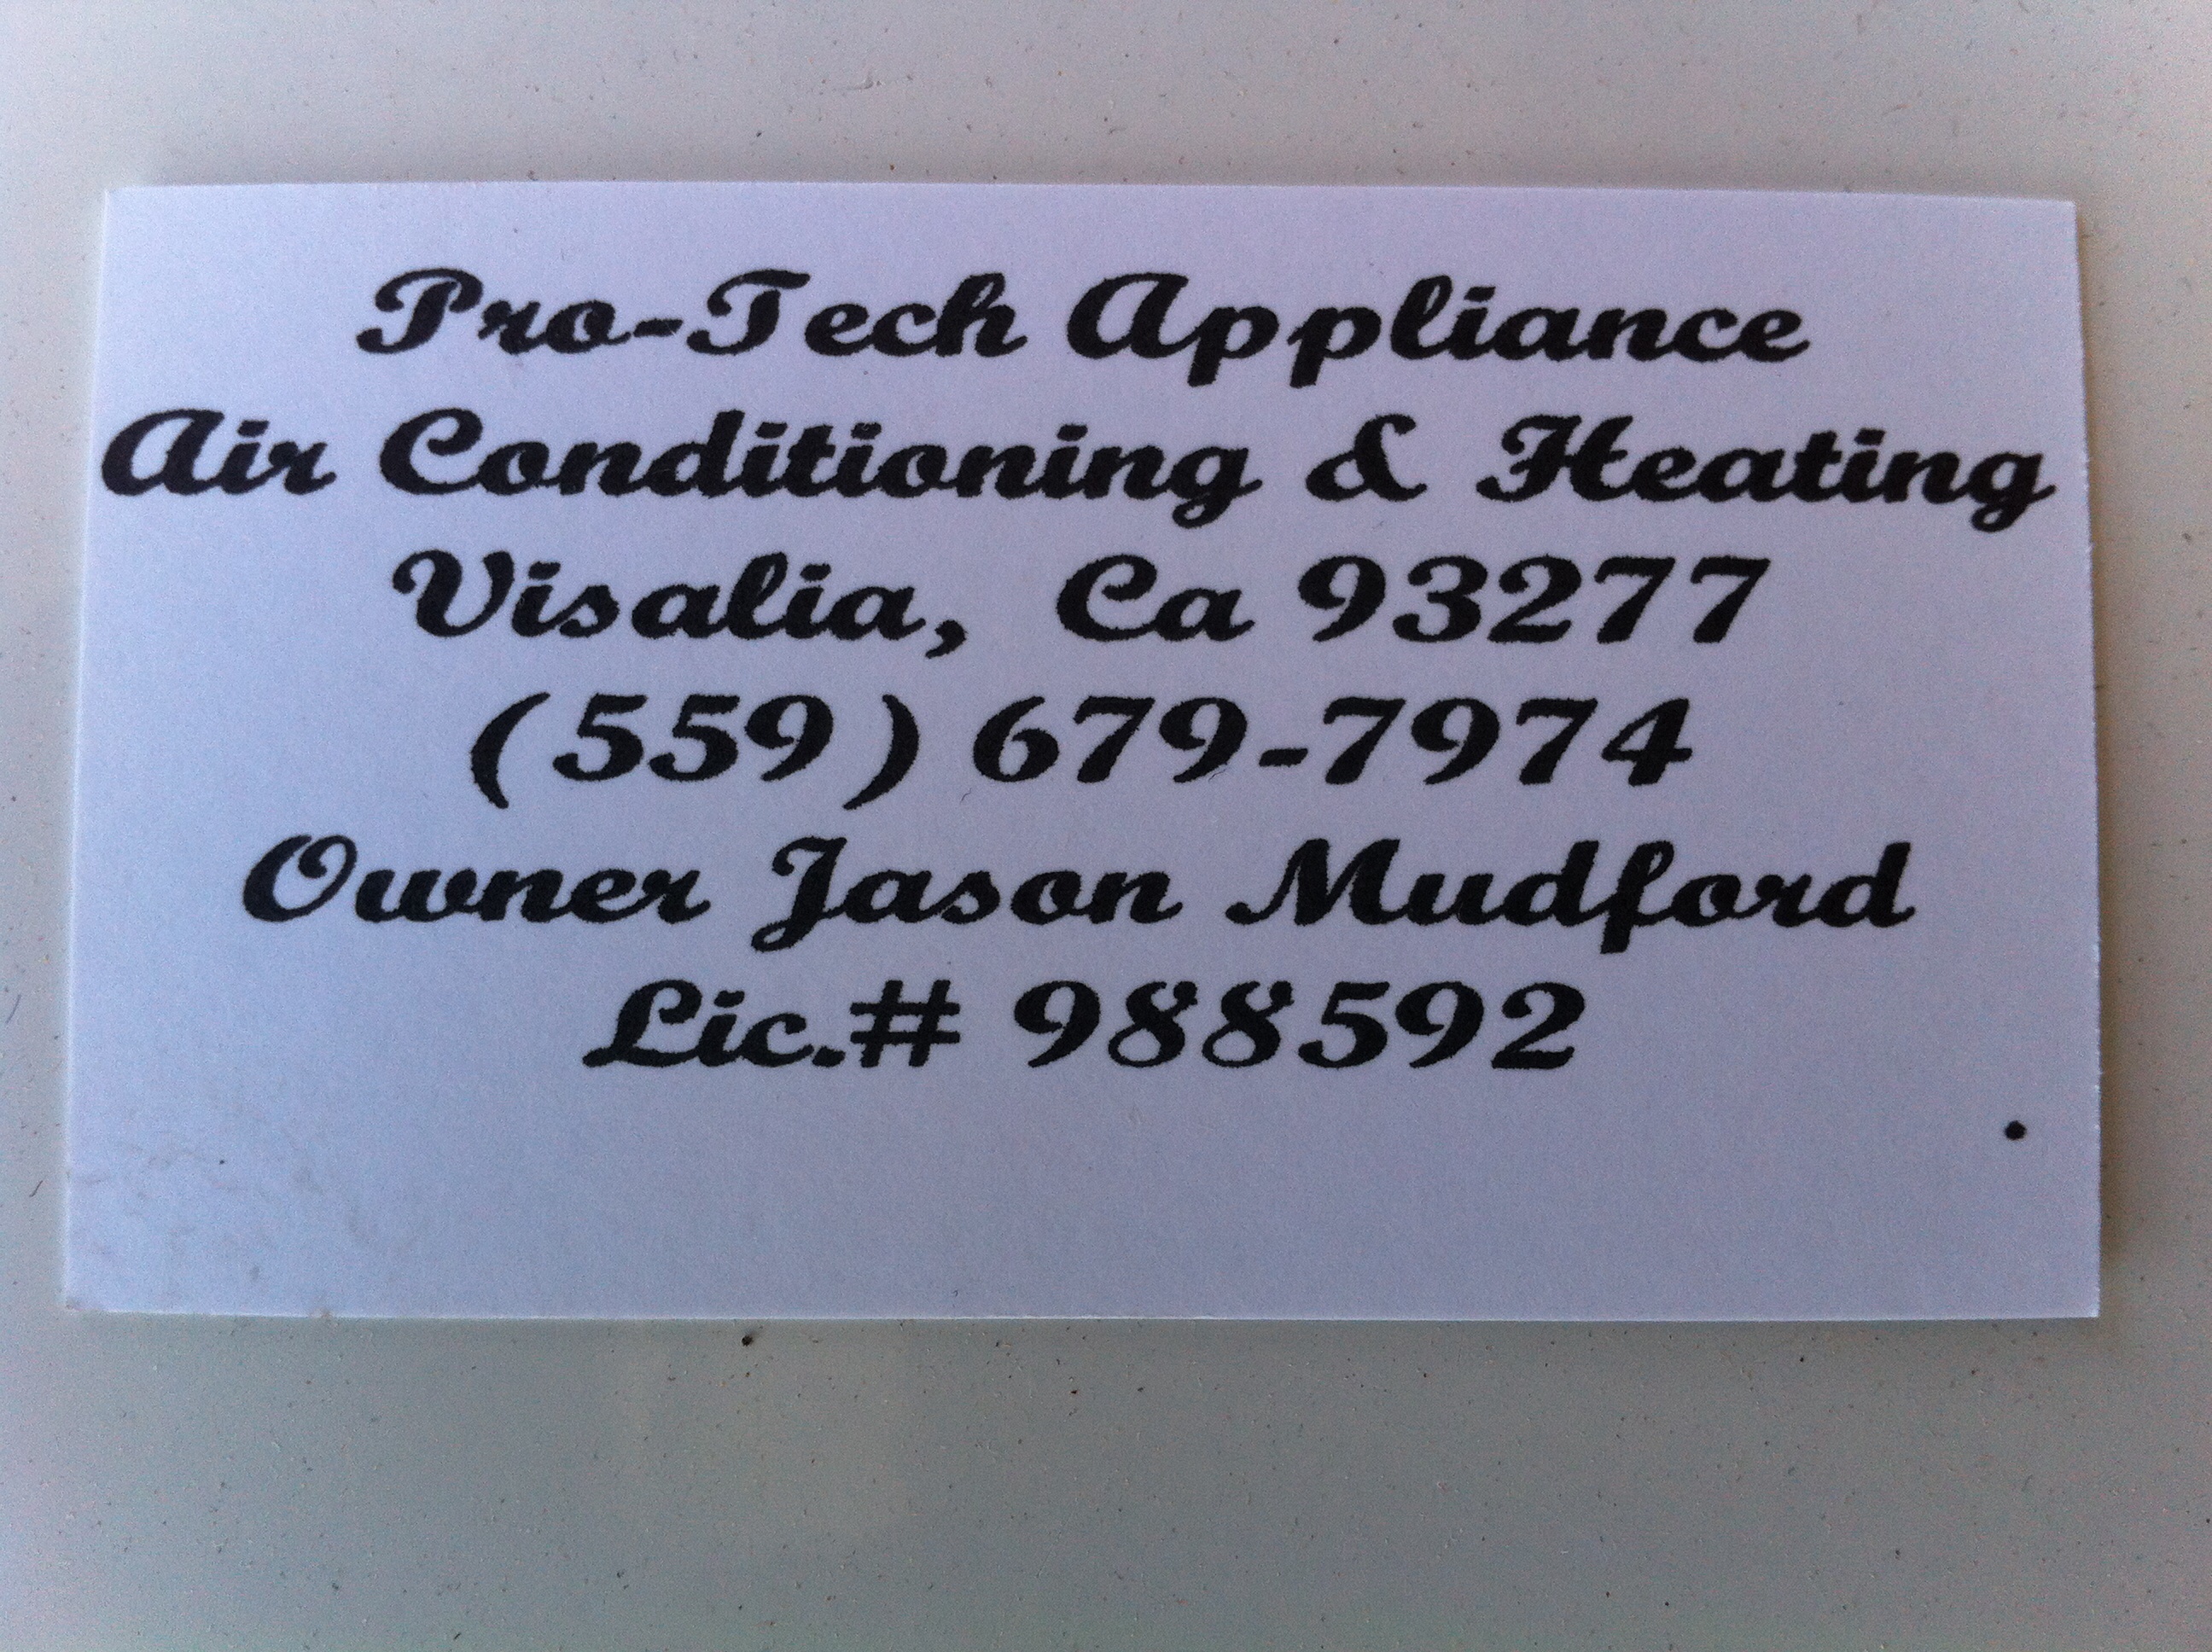 Pro-Tech Appliance
Air Conditioning & Heating
Visalia, Ca 93277
(559) 679-7974
Owner Jason Mudford
Lic.# 988592